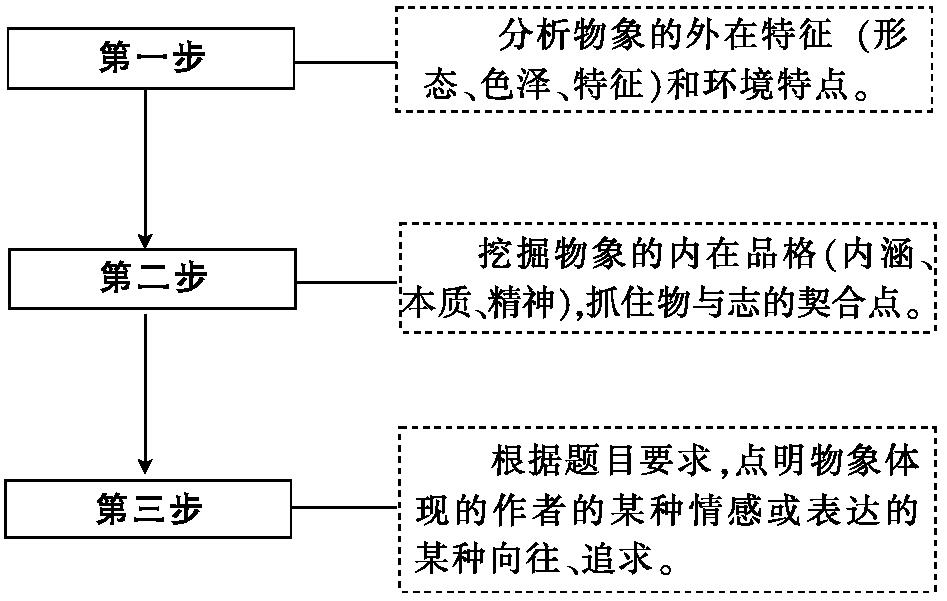 第一步
分析物象的外在特征 (形
态、色泽、特征)和环境特点。
第二步
挖掘物象的内在品格(内涵、
本质、精神),抓住物与志的契合点。
第三步
根据题目要求,点明物象体
现的作者的某种情感或表达的
某种向往、追求。